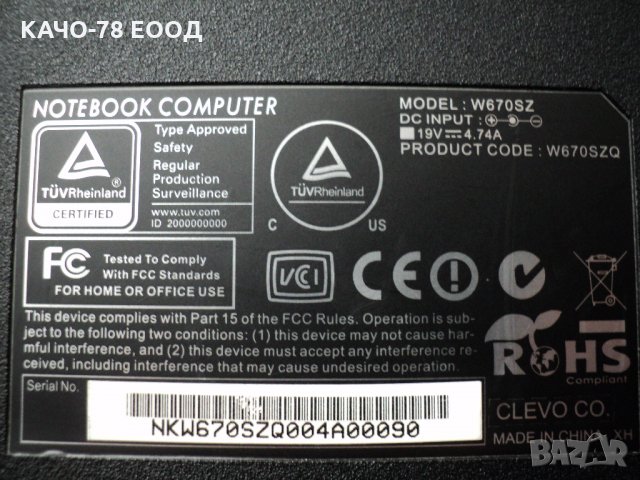 КАЧО-78 ЕООД
NOTEBOOK COMPUTER
MODEL : W670SZ
DC INPUT :
19V 4.74A
PRODUCT CODE : W670SZQ
TÜVRheinland ®
CERTIFIED
Type Approved
Safety
Regular
Production
Surveillance
www.tuv.com
ID 2000000000
TÜVRheinland
C US
FC
Tested To Comply
With FCC Standards
FOR HOME OR OFFICE USE
VCI
CE
This device complies with Part 15 of the FCC Rules. Operation is sub-
ject to the following two conditions: (1) this device may not cause har-
mful interference, and (2) this device must accept any interference re-
ceived, including interference that may cause undesired operation.
RoHS
Compliant
Serial No.
NKW670SZQ004A00090
CLEVO CO.
MADE IN CHINA XH
bazar.bg